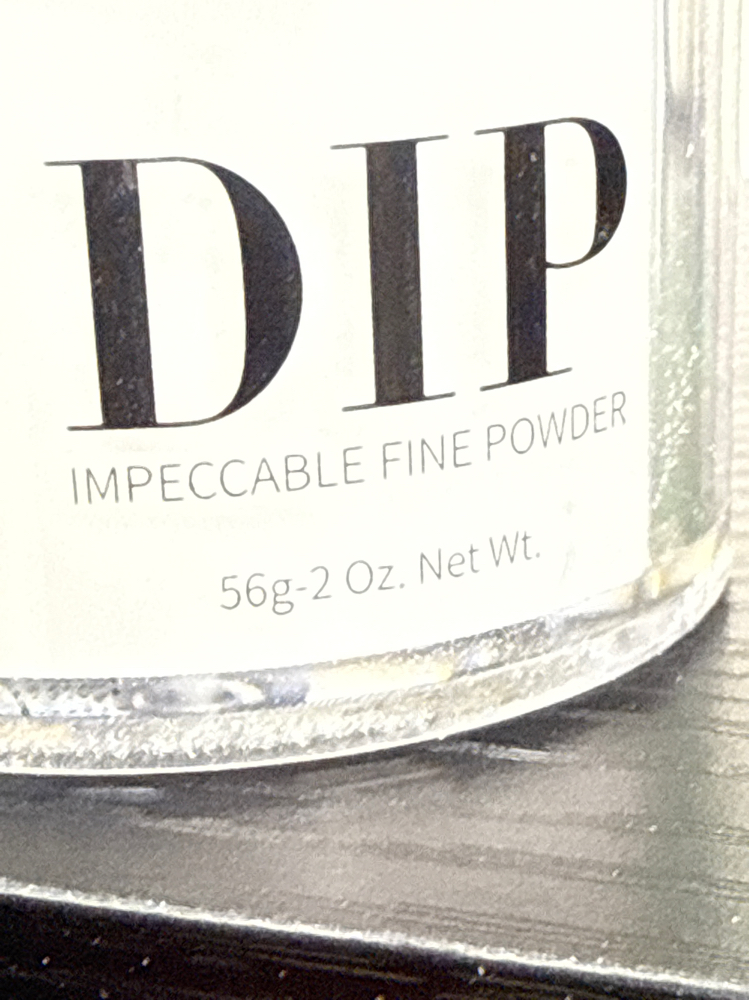 DIP
IMPECCABLE FINE POWDER
56g-2 Oz. Net Wt.